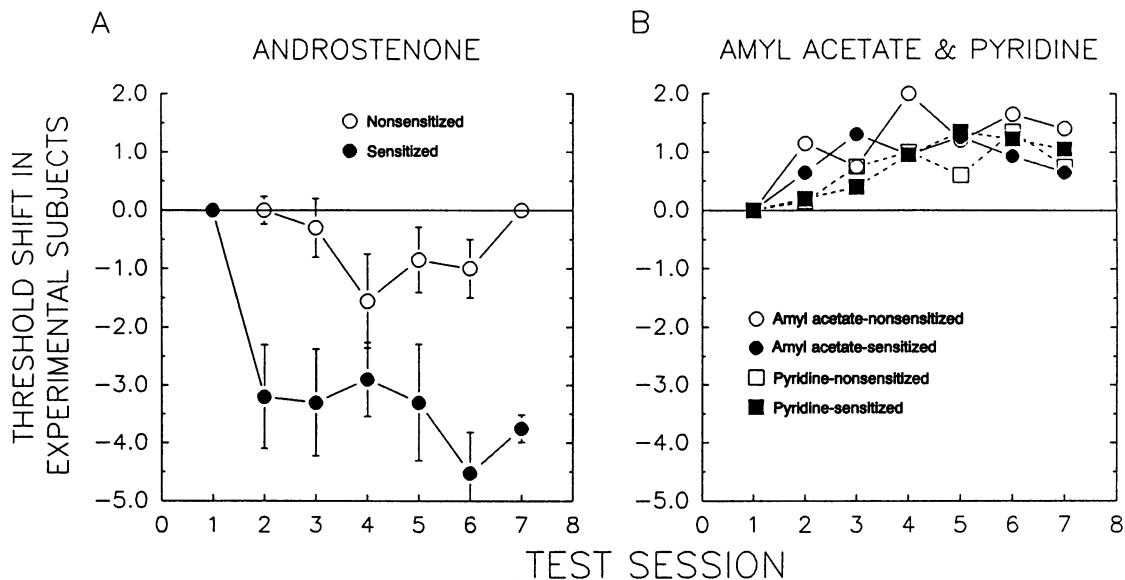 A
ANDROSTENONE
THRESHOLD SHIFT IN
EXPERIMENTAL SUBJECTS
2.0
1.0
0.0
−1.0
−2.0
−3.0
−4.0
−5.0
Nonsensitized
Sensitized
0 1 2 3 4 5 6 7 8
B
AMYL ACETATE & PYRIDINE
2.0
1.0
0.0
−1.0
−2.0
−3.0
−4.0
−5.0
Amyl acetate-nonsensitized
Amyl acetate-sensitized
Pyridine-nonsensitized
Pyridine-sensitized
0 1 2 3 4 5 6 7 8
TEST SESSION